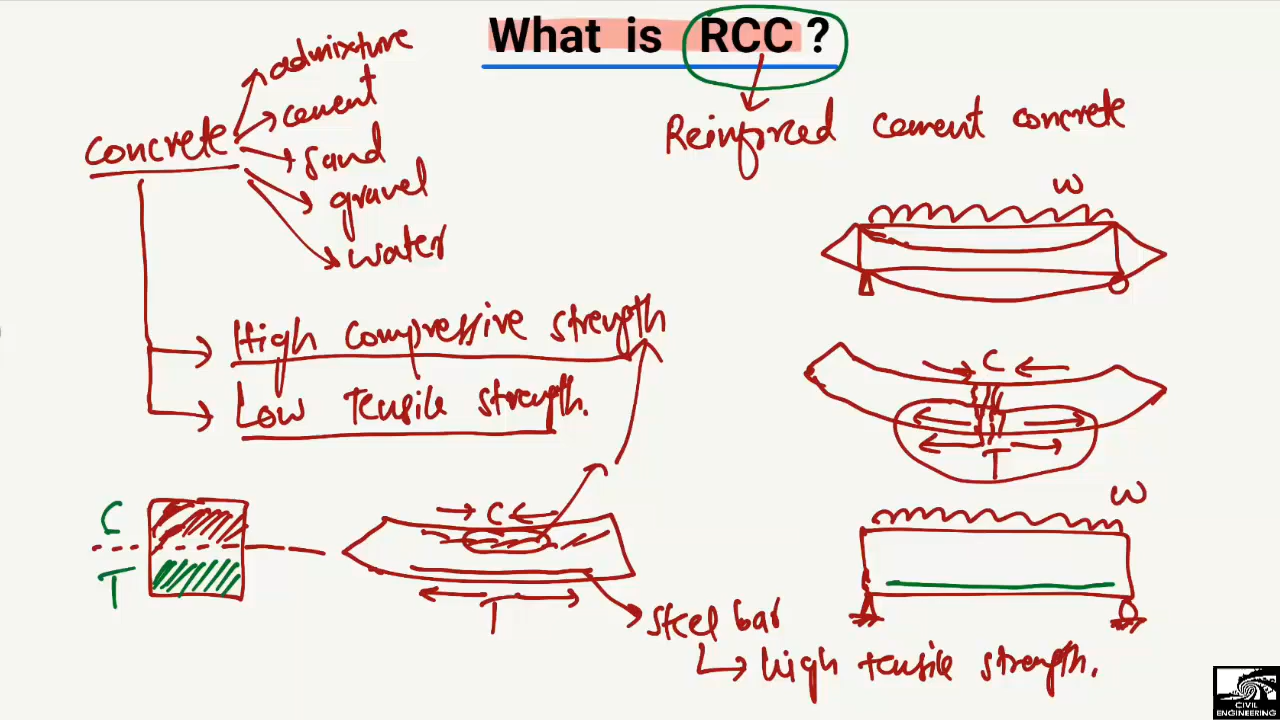 What is RCC ?
Reinforced cement concrete
concrete
admixture
cement
sand
gravel
water
High compressive strength
Low tensile strength.
W
C
T
W
C
T
C
T
steel bar
high tensile strength.
CIVIL
ENGINEERING